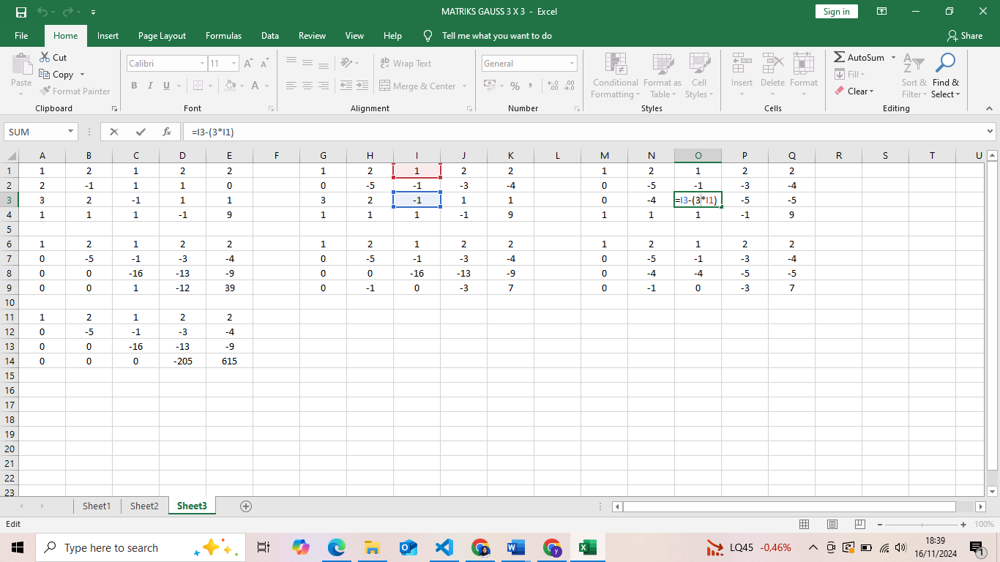 MATRIKS GAUSS 3 X 3 - Excel
Sign in
File Home Insert Page Layout Formulas Data Review View Help Tell me what you want to do Share
Paste
Cut
Copy
Format Painter
Clipboard
Calibri 11 A A
B I U A
Font
Wrap Text
Merge & Center
Alignment
General
% , .00 .0
Number
Conditional Formatting
Format as Table
Cell Styles
Styles
Insert Delete Format
Cells
AutoSum
Fill
Clear
Sort & Filter
Find & Select
Editing
SUM fx =I3-(3*I1)
A B C D E F G H I J K L M N O P Q R S T U
1 1 2 1 2 2 1 2 1 2 2 1 2 1 2 2
2 2 -1 1 1 0 0 -5 -1 -3 -4 0 -5 -1 -3 -4
3 3 2 -1 1 1 3 2 -1 1 1 0 -4 =I3-(3*I1) -5 -5
4 1 1 1 -1 9 1 1 1 -1 9 1 1 1 -1 9
5
6 1 2 1 2 2 1 2 1 2 2 1 2 1 2 2
7 0 -5 -1 -3 -4 0 -5 -1 -3 -4 0 -5 -1 -3 -4
8 0 0 -16 -13 -9 0 0 -16 -13 -9 0 -4 -4 -5 -5
9 0 0 1 -12 39 0 -1 0 -3 7 0 -1 0 -3 7
10
11 1 2 1 2 2
12 0 -5 -1 -3 -4
13 0 0 -16 -13 -9
14 0 0 0 -205 615
15
16
17
18
19
20
21
22
23
Sheet1 Sheet2 Sheet3
Edit 100%
Type here to search
LQ45 -0,46%
18:39
16/11/2024
1